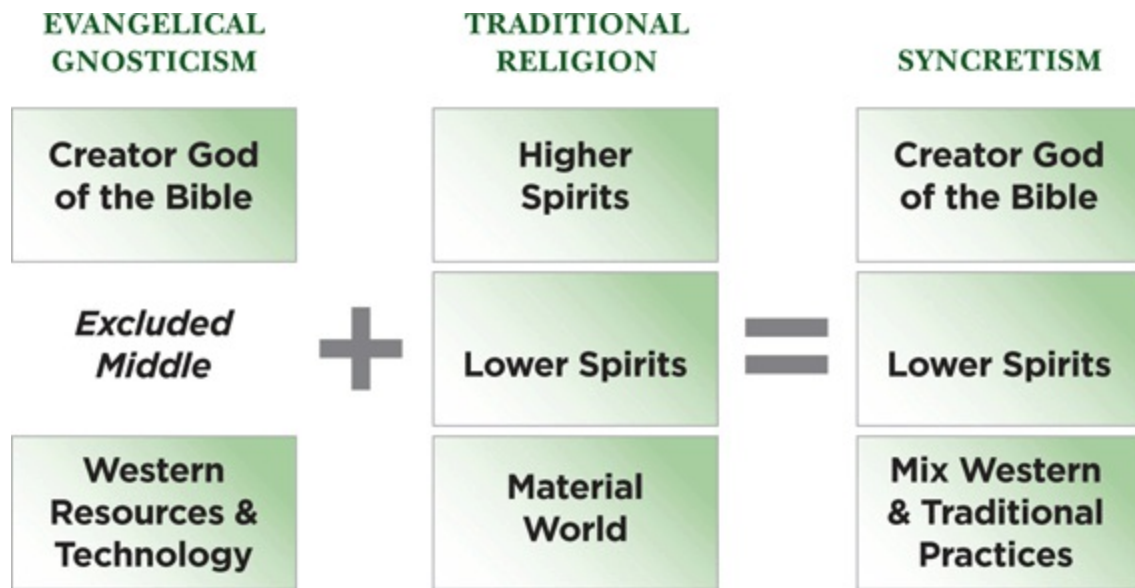 EVANGELICAL
GNOSTICISM
Creator God
of the Bible
Excluded
Middle
Western
Resources &
Technology
+
TRADITIONAL
RELIGION
Higher
Spirits
Lower Spirits
Material
World
=
SYNCRETISM
Creator God
of the Bible
Lower Spirits
Mix Western
& Traditional
Practices